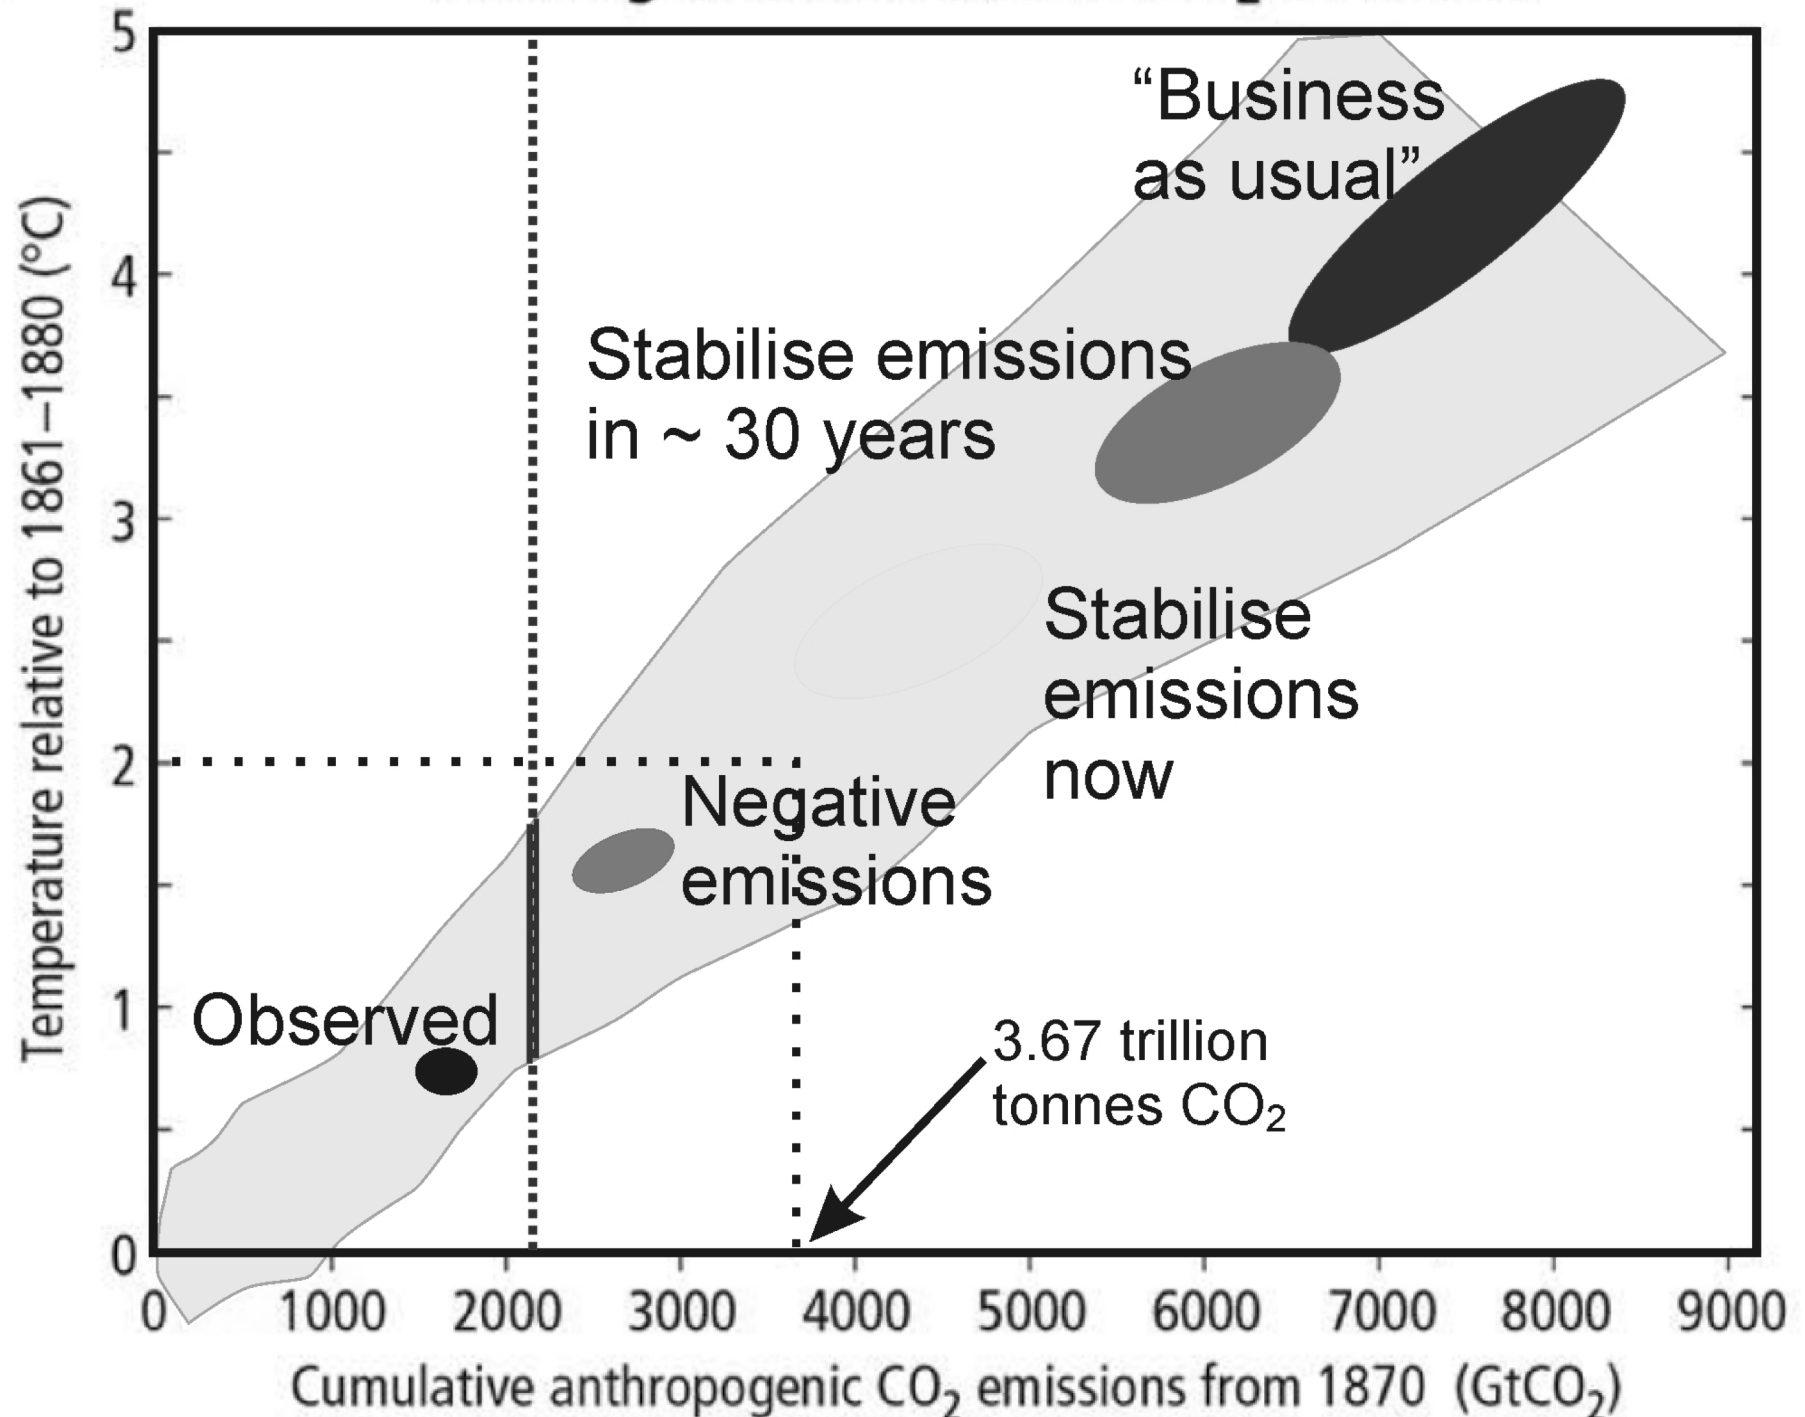 5
4
3
2
1
0
Temperature relative to 1861–1880 (°C)
“Business
as usual”
Stabilise emissions
in ~ 30 years
Stabilise
emissions
now
Negative
emissions
Observed
3.67 trillion
tonnes CO₂
0 1000 2000 3000 4000 5000 6000 7000 8000 9000
Cumulative anthropogenic CO₂ emissions from 1870 (GtCO₂)